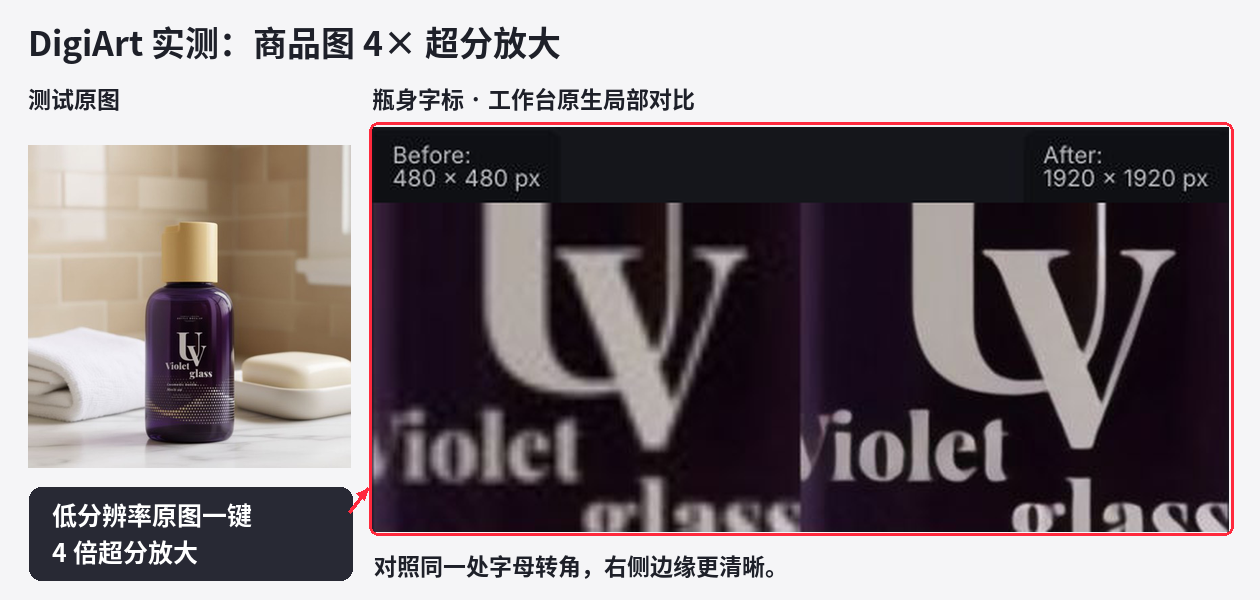 DigiArt 实测：商品图 4× 超分放大
测试原图
瓶身字标 · 工作台原生局部对比
Before:
480 × 480 px
After:
1920 × 1920 px
UV
Violet
glass
UV
Violet
glass
UV
Violet
glass
低分辨率原图一键
4 倍超分放大
对照同一处字母转角，右侧边缘更清晰。